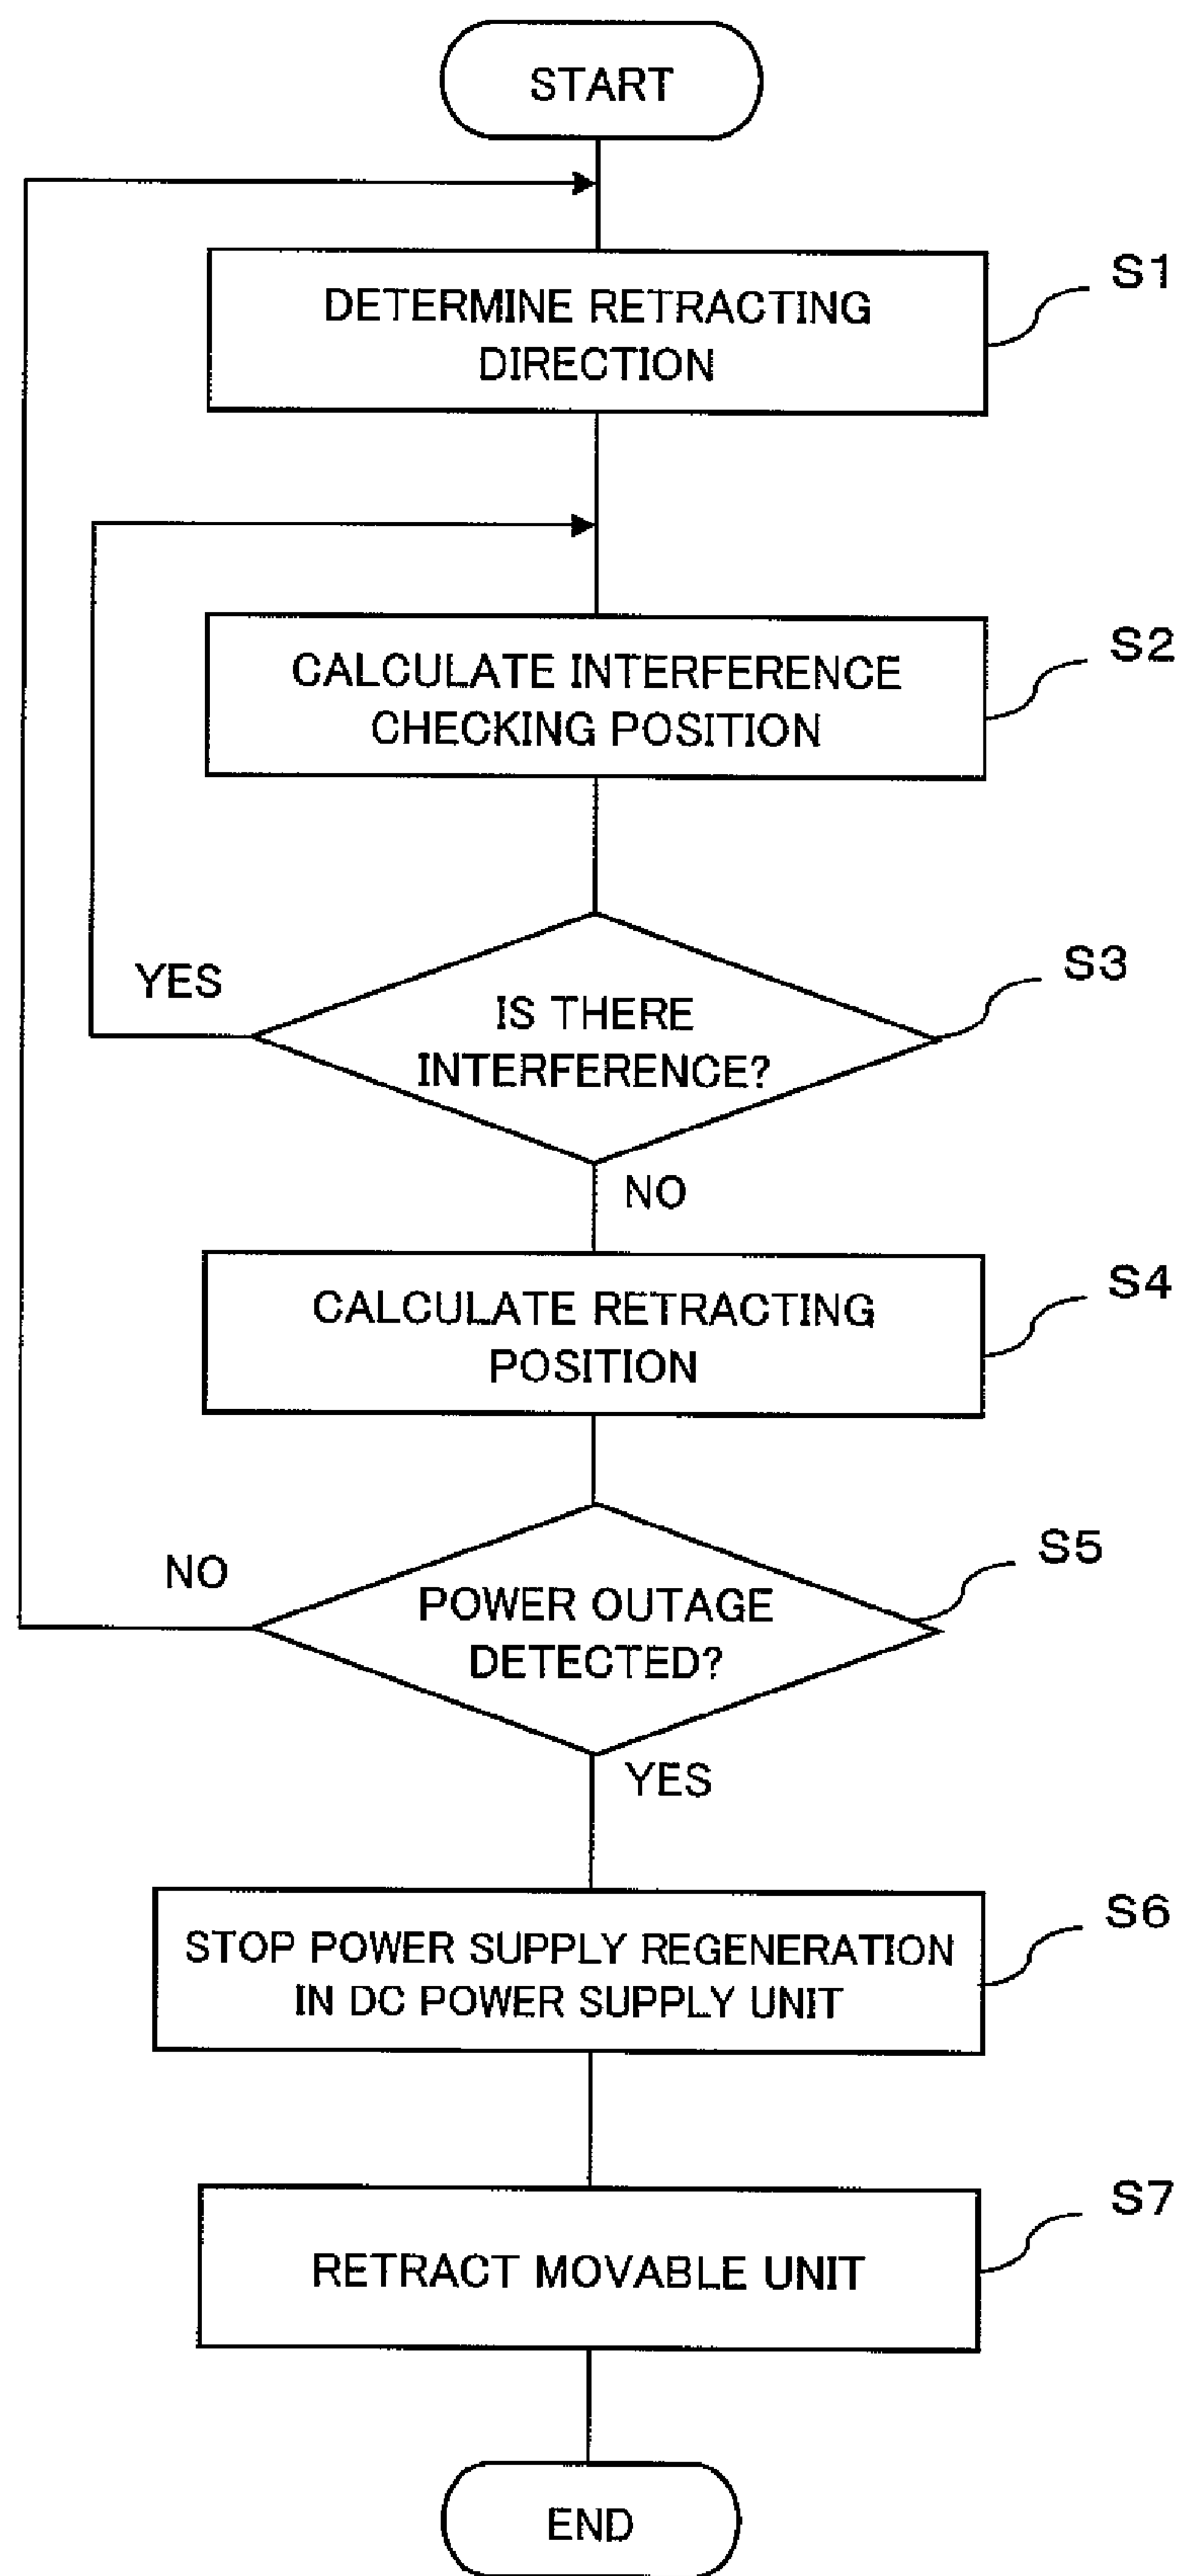 START
S1
DETERMINE RETRACTING
DIRECTION
S2
CALCULATE INTERFERENCE
CHECKING POSITION
S3
YES
IS THERE
INTERFERENCE?
NO
S4
CALCULATE RETRACTING
POSITION
S5
NO
POWER OUTAGE
DETECTED?
YES
S6
STOP POWER SUPPLY REGENERATION
IN DC POWER SUPPLY UNIT
S7
RETRACT MOVABLE UNIT
END